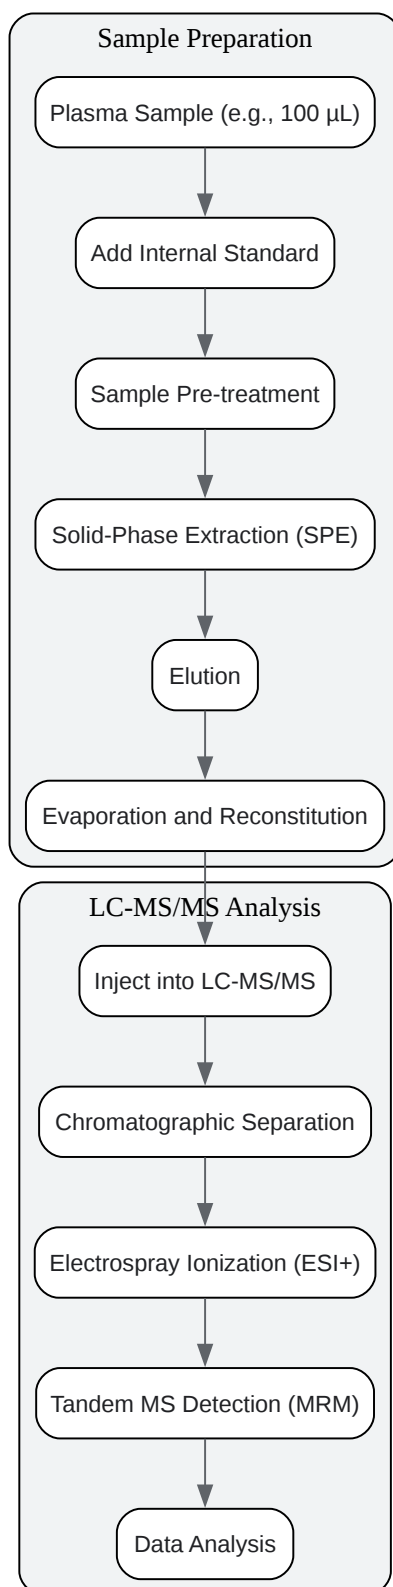 Sample Preparation
Plasma Sample (e.g., 100 µL)
Add Internal Standard
Sample Pre-treatment
Solid-Phase Extraction (SPE)
Elution
Evaporation and Reconstitution
LC-MS/MS Analysis
Inject into LC-MS/MS
Chromatographic Separation
Electrospray Ionization (ESI+)
Tandem MS Detection (MRM)
Data Analysis